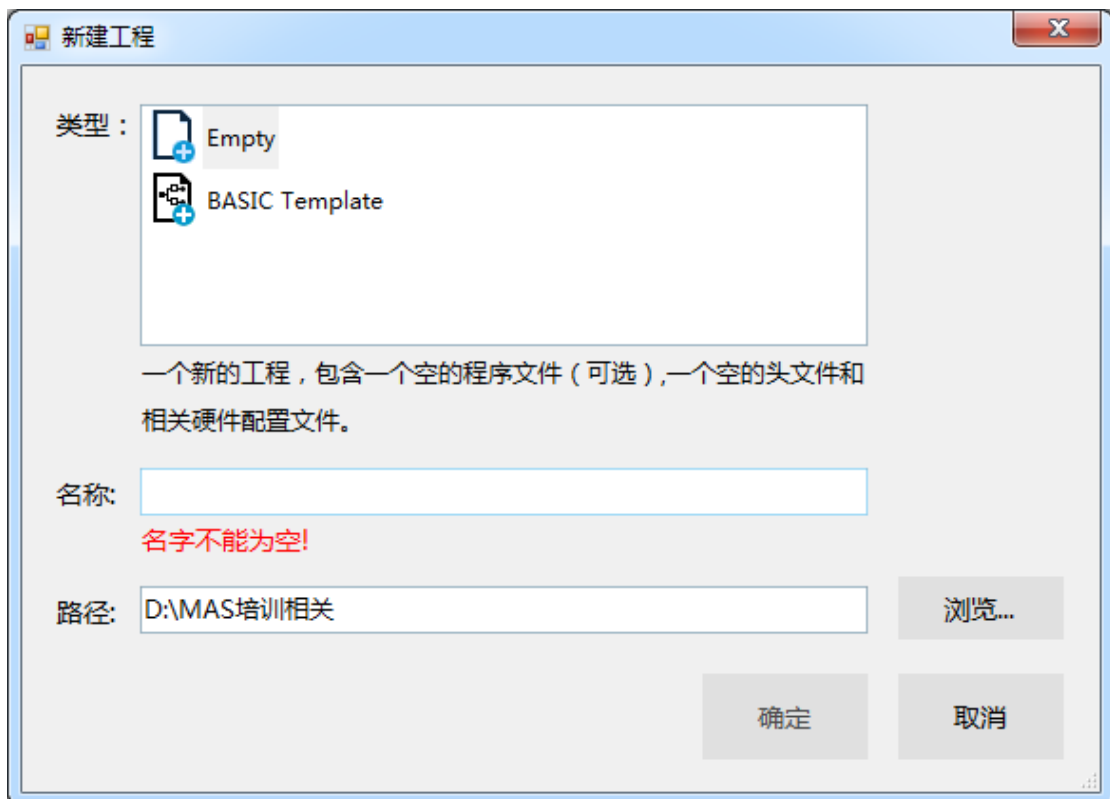 新建工程
类型：
Empty
BASIC Template
一个新的工程，包含一个空的程序文件（可选）,一个空的头文件和
相关硬件配置文件。
名称:
名字不能为空!
路径: D:\MAS培训相关 浏览...
确定 取消